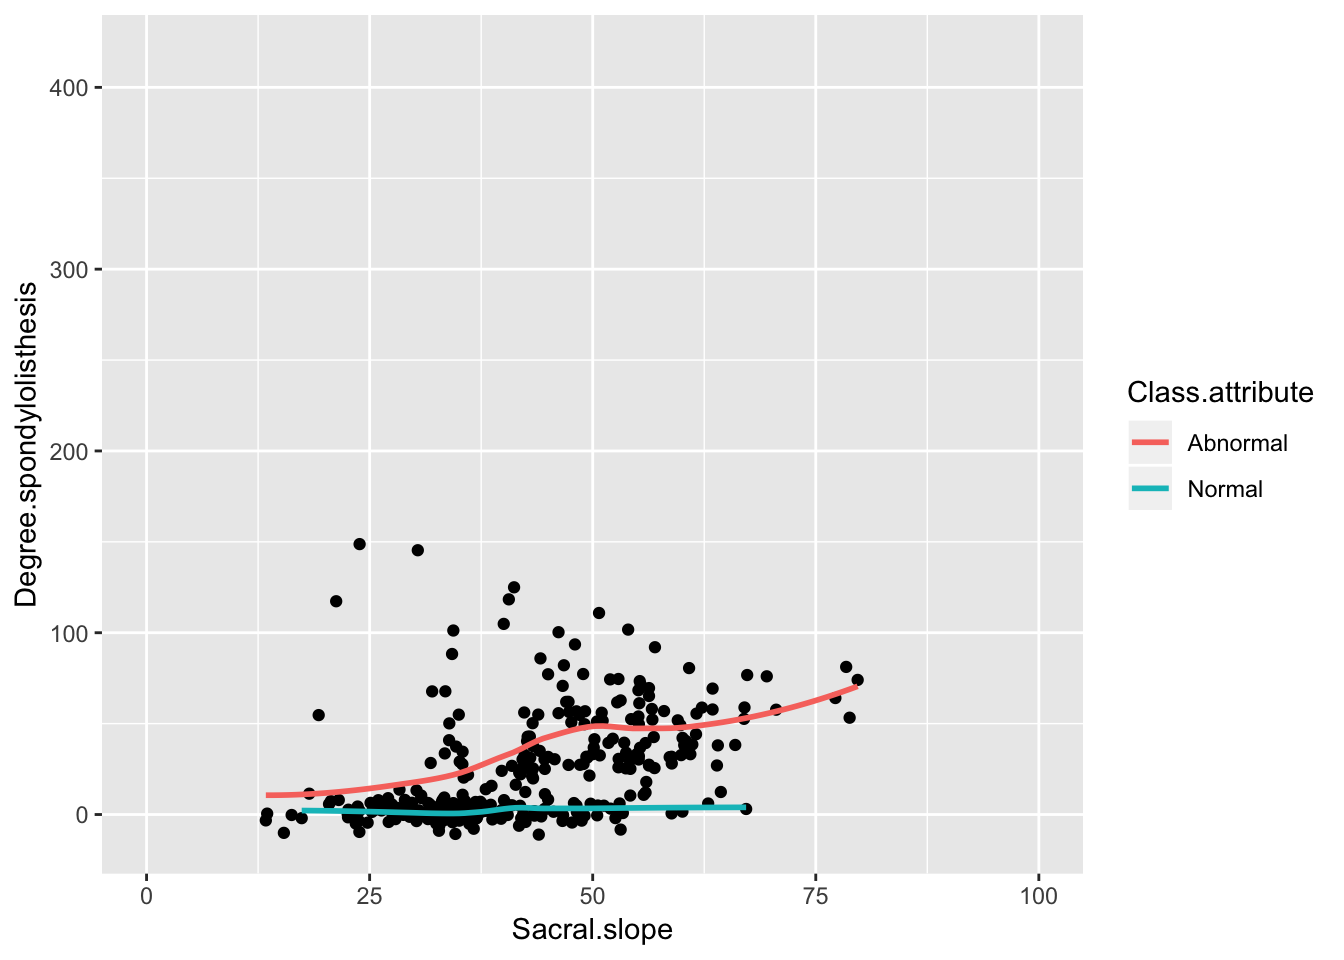 400
300
200
100
0
0 25 50 75 100
Sacral.slope
Degree.spondylolisthesis
Class.attribute
Abnormal
Normal